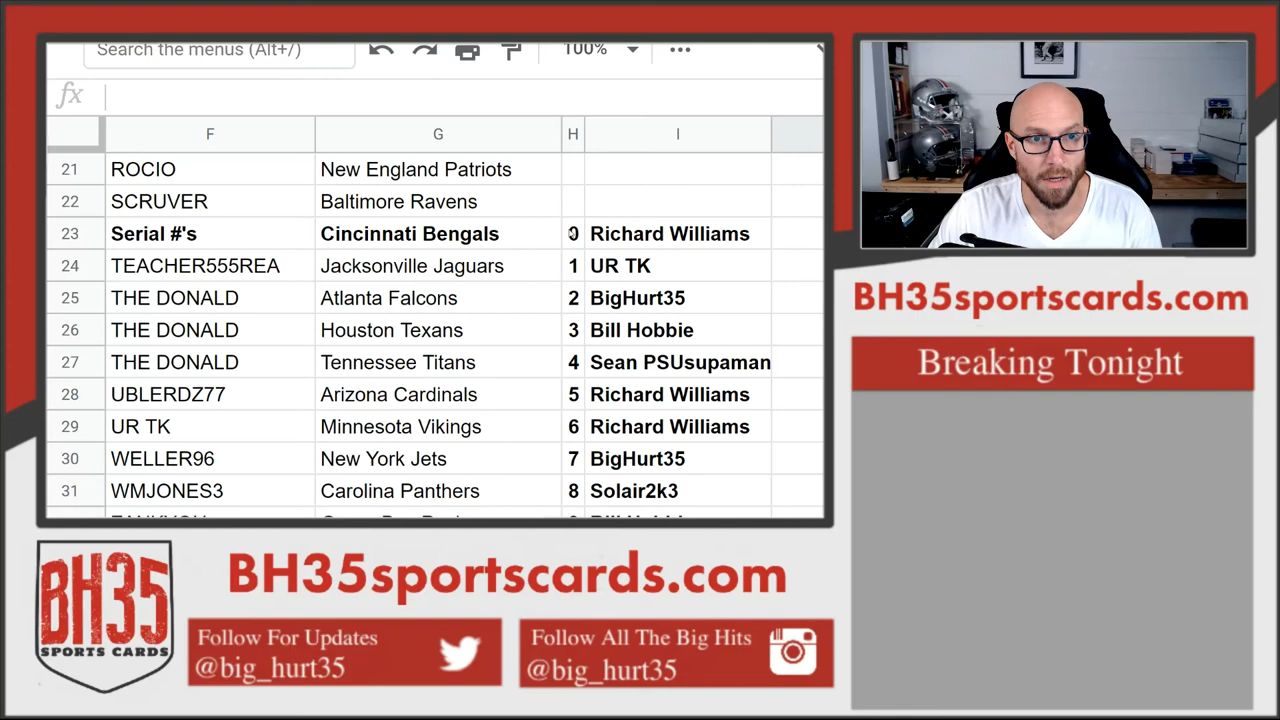 Search the menus (Alt+/)
100%
fx
F G H I
21 ROCIO New England Patriots
22 SCRUVER Baltimore Ravens
23 Serial #'s Cincinnati Bengals 0 Richard Williams
24 TEACHER555REA Jacksonville Jaguars 1 UR TK
25 THE DONALD Atlanta Falcons 2 BigHurt35
26 THE DONALD Houston Texans 3 Bill Hobbie
27 THE DONALD Tennessee Titans 4 Sean PSUsupaman
28 UBLERDZ77 Arizona Cardinals 5 Richard Williams
29 UR TK Minnesota Vikings 6 Richard Williams
30 WELLER96 New York Jets 7 BigHurt35
31 WMJONES3 Carolina Panthers 8 Solair2k3
BH35sportscards.com
Breaking Tonight
BH35
SPORTS CARDS
BH35sportscards.com
Follow For Updates
@big_hurt35
Follow All The Big Hits
@big_hurt35